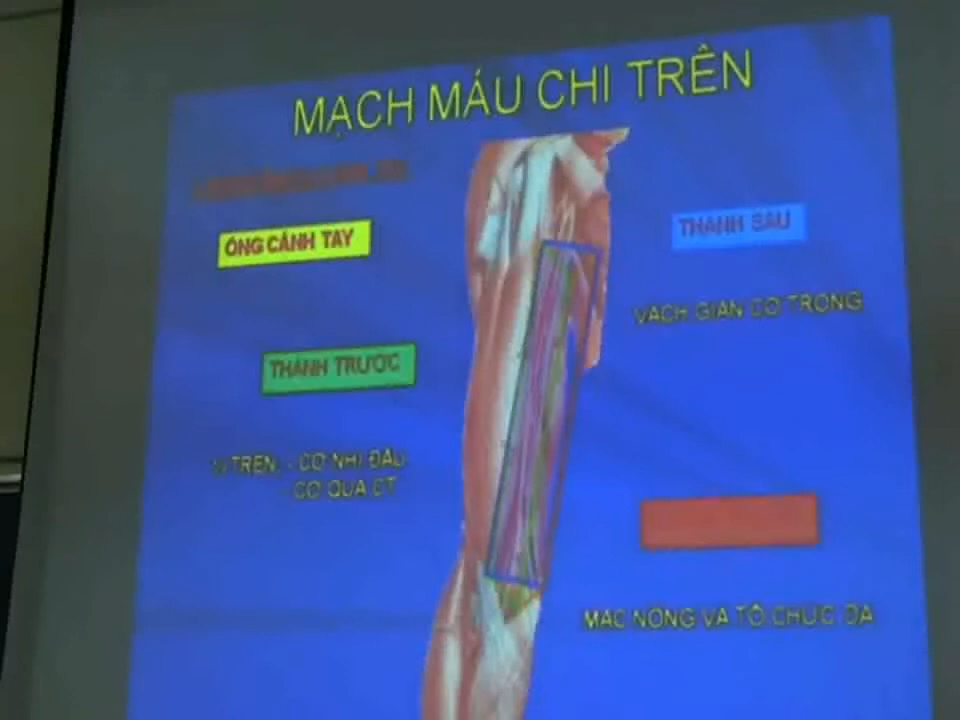 MẠCH MÁU CHI TRÊN
ỐNG CÁNH TAY
THÀNH SAU
VÁCH GIAN CƠ TRONG
THÀNH TRƯỚC
TRÊN: - CƠ NHỊ ĐẦU
- CƠ QUẠ CT
MẠC NÔNG VÀ TỔ CHỨC DA